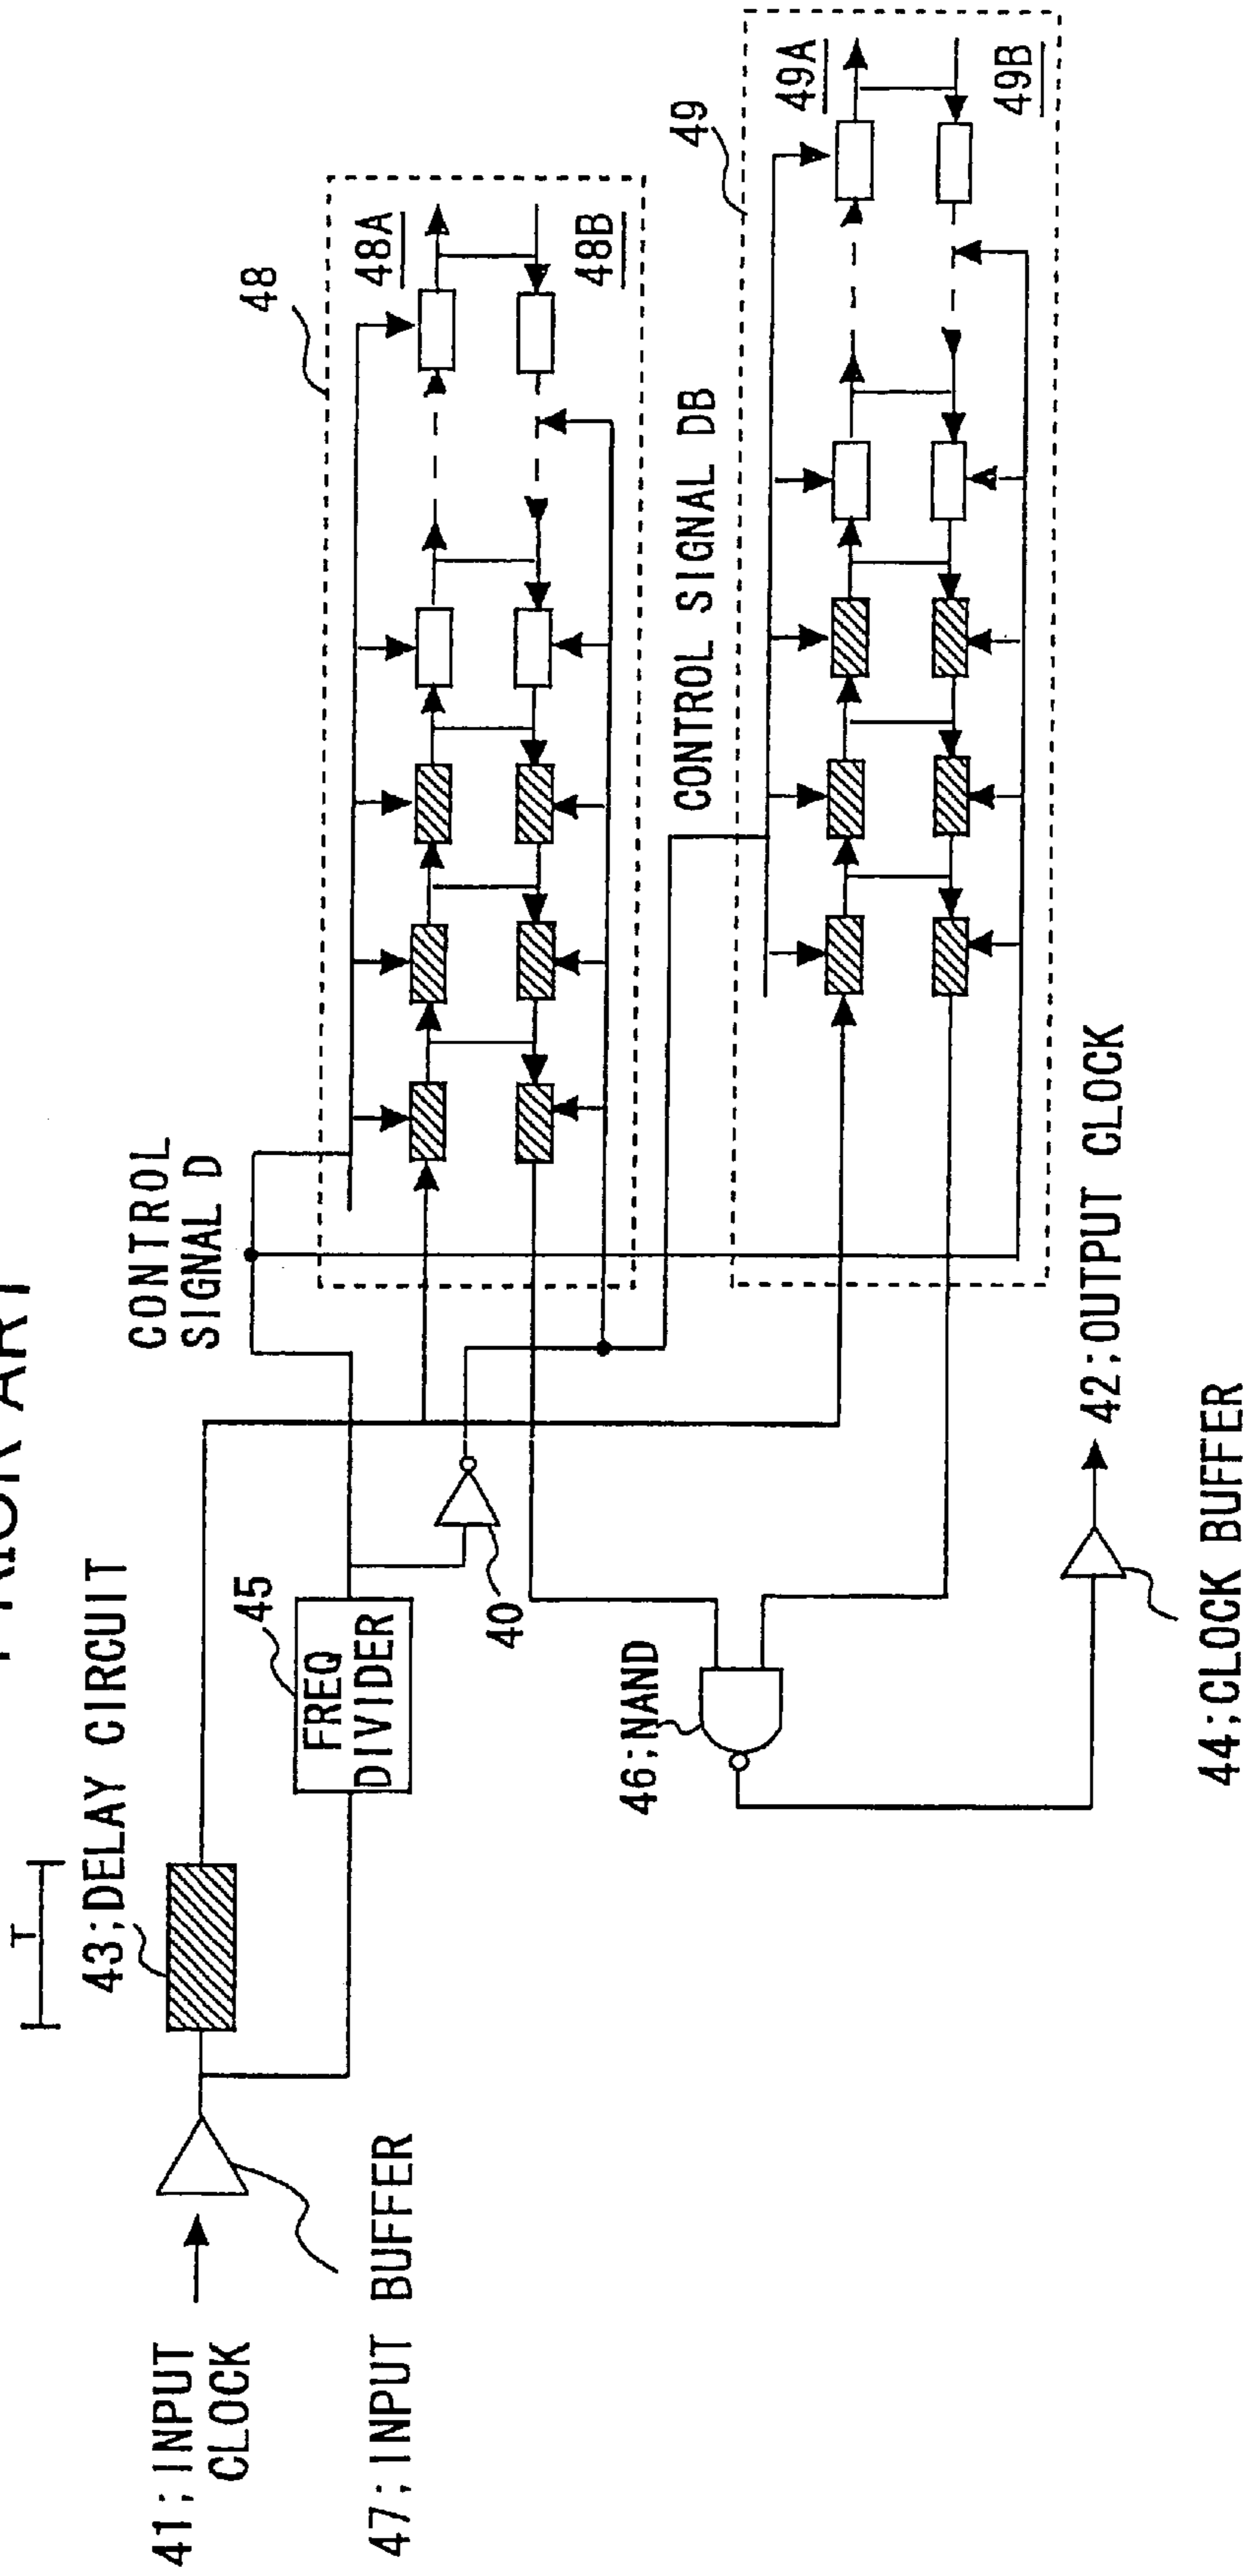 PRIOR ART
T
43;DELAY CIRCUIT
CONTROL
SIGNAL D
48
48A
48B
45
FREQ
DIVIDER
40
41;INPUT
CLOCK
47;INPUT BUFFER
CONTROL SIGNAL DB
49
49A
49B
46;NAND
42;OUTPUT CLOCK
44;CLOCK BUFFER